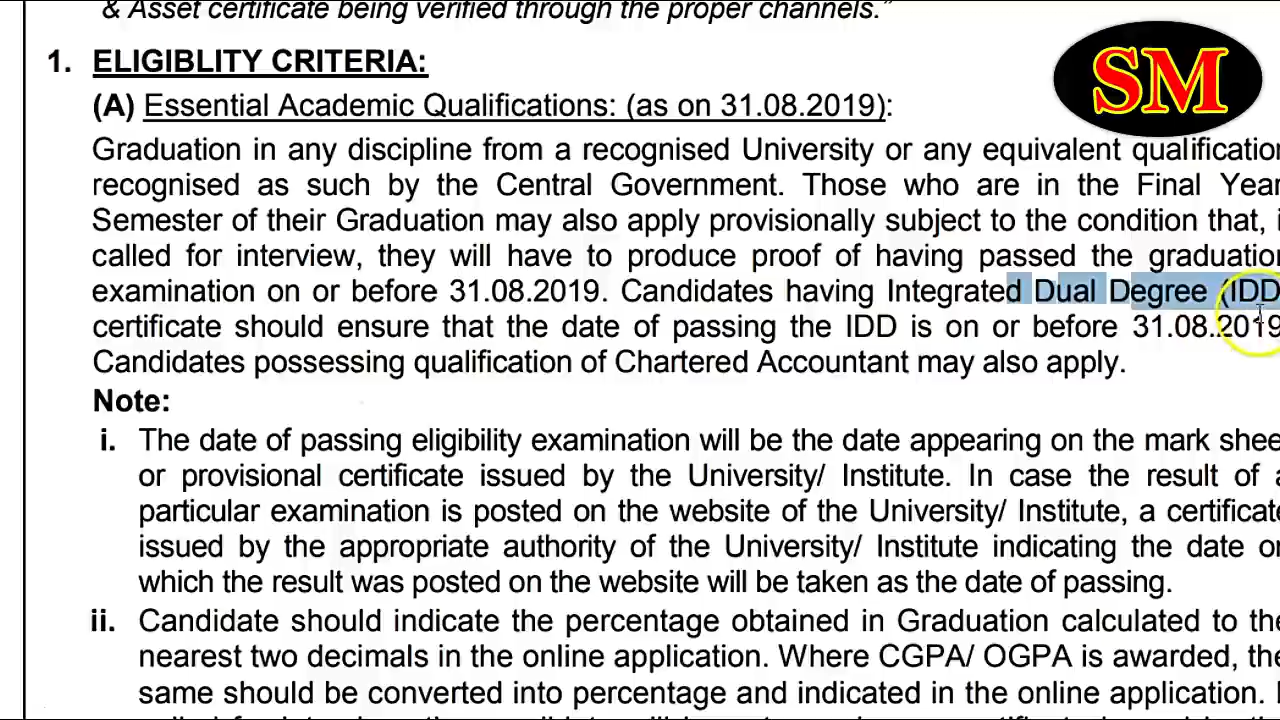 & Asset certificate being verified through the proper channels.”
SM
1. ELIGIBLITY CRITERIA:
(A) Essential Academic Qualifications: (as on 31.08.2019):
Graduation in any discipline from a recognised University or any equivalent qualification
recognised as such by the Central Government. Those who are in the Final Year
Semester of their Graduation may also apply provisionally subject to the condition that,
called for interview, they will have to produce proof of having passed the graduation
examination on or before 31.08.2019. Candidates having Integrated Dual Degree (IDD
certificate should ensure that the date of passing the IDD is on or before 31.08.2019
Candidates possessing qualification of Chartered Accountant may also apply.
Note:
i. The date of passing eligibility examination will be the date appearing on the mark shee
or provisional certificate issued by the University/ Institute. In case the result of a
particular examination is posted on the website of the University/ Institute, a certificate
issued by the appropriate authority of the University/ Institute indicating the date on
which the result was posted on the website will be taken as the date of passing.
ii. Candidate should indicate the percentage obtained in Graduation calculated to the
nearest two decimals in the online application. Where CGPA/ OGPA is awarded, the
same should be converted into percentage and indicated in the online application.